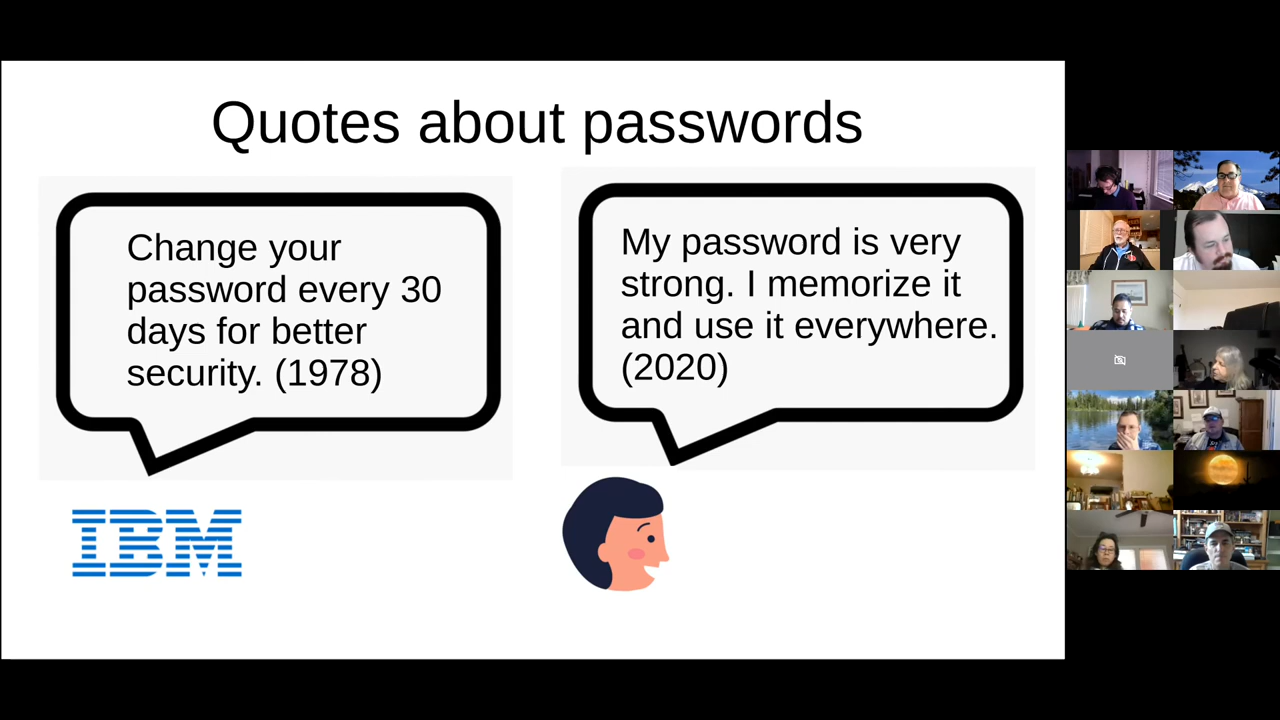 Quotes about passwords
Change your
password every 30
days for better
security. (1978)
My password is very
strong. I memorize it
and use it everywhere.
(2020)
IBM